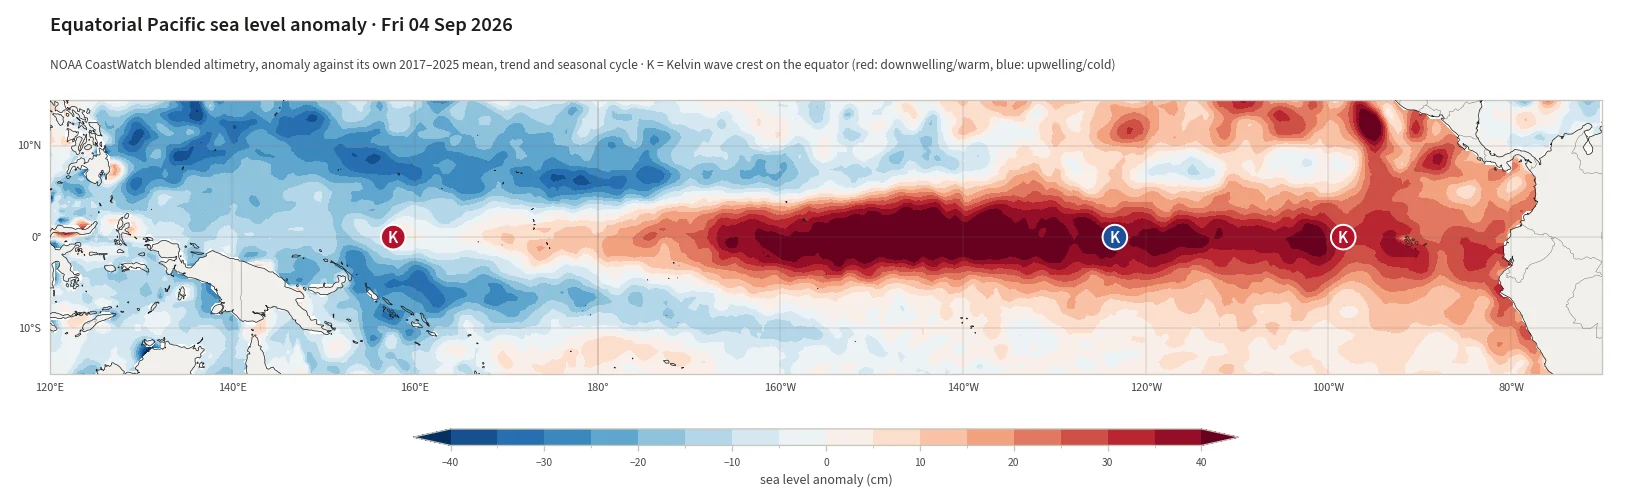 Equatorial Pacific sea level anomaly · Fri 04 Sep 2026
NOAA CoastWatch blended altimetry, anomaly against its own 2017–2025 mean, trend and seasonal cycle · K = Kelvin wave crest on the equator (red: downwelling/warm, blue: upwelling/cold)
10°N
0°
K K K
10°S
120°E 140°E 160°E 180° 160°W 140°W 120°W 100°W 80°W
−40 −30 −20 −10 0 10 20 30 40
sea level anomaly (cm)